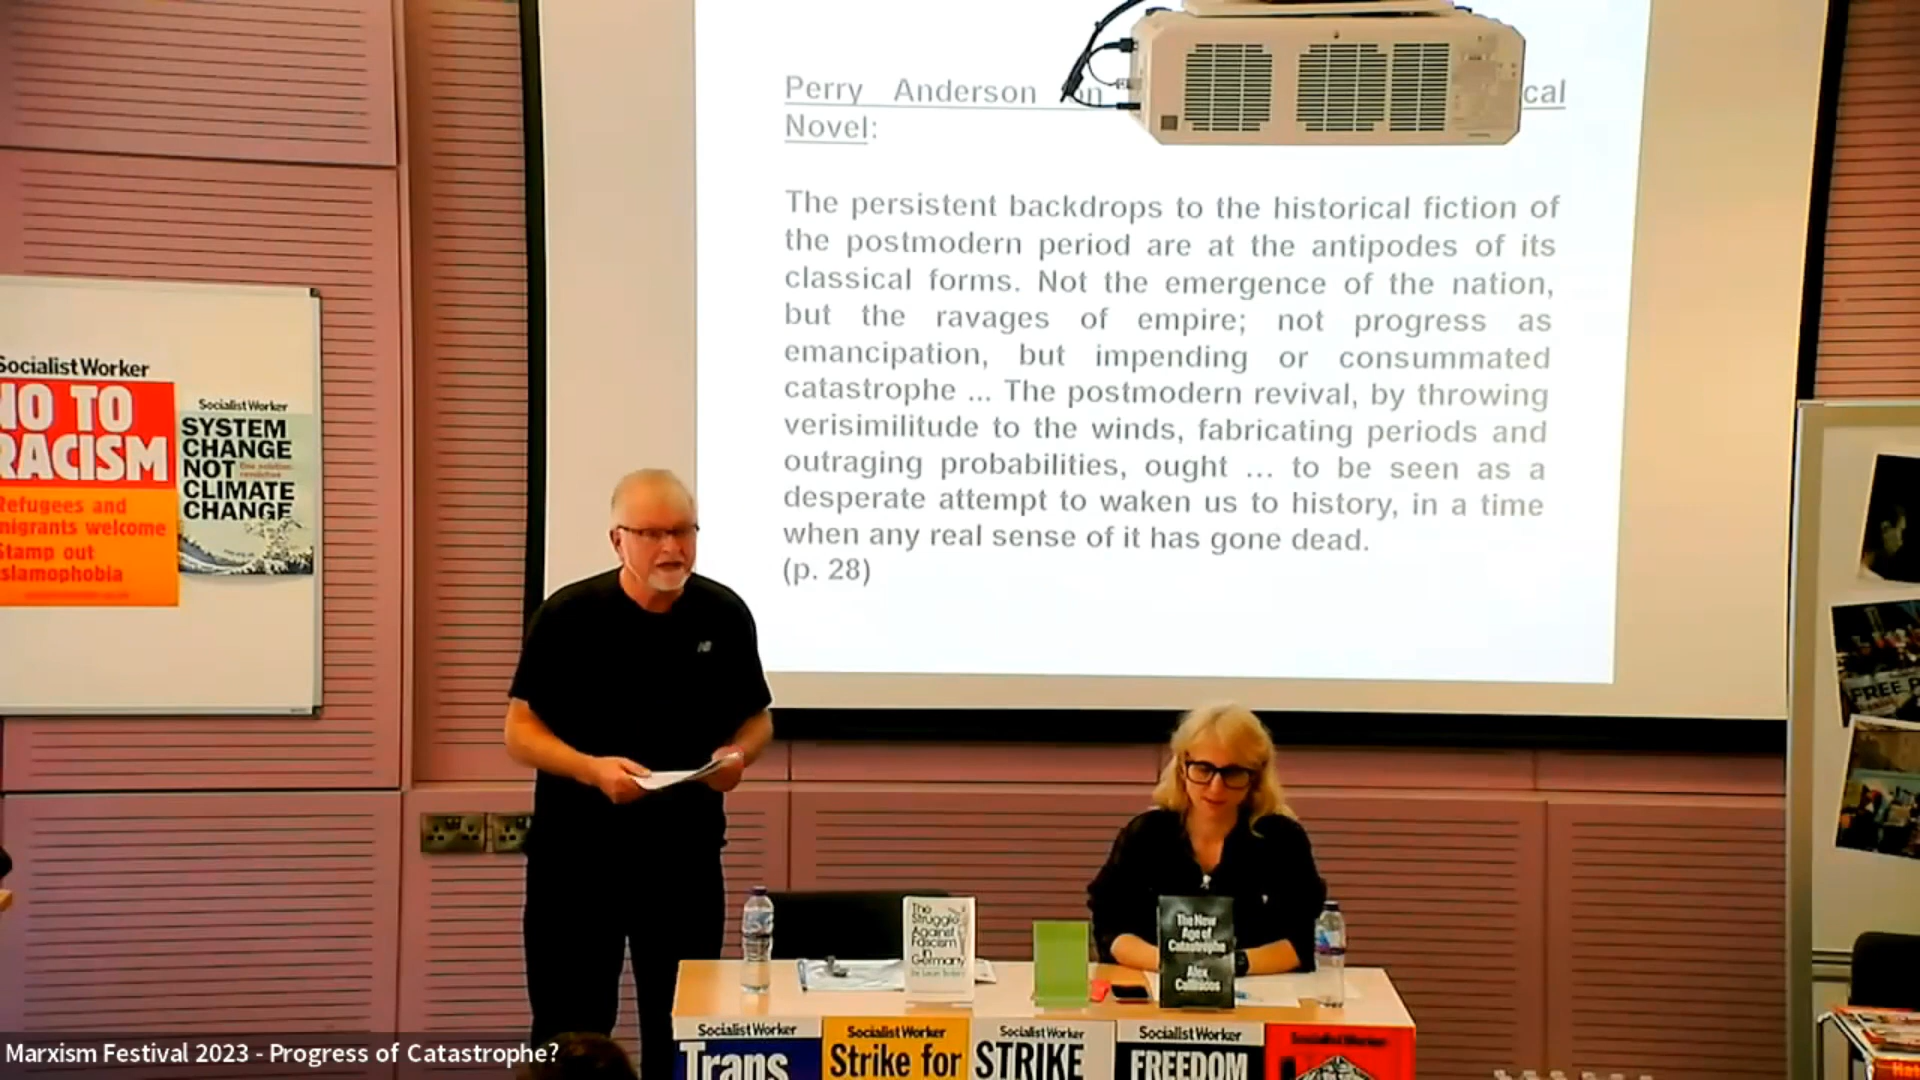 Perry Anderson on cal
Novel:
The persistent backdrops to the historical fiction of
the postmodern period are at the antipodes of its
classical forms. Not the emergence of the nation,
but the ravages of empire; not progress as
emancipation, but impending or consummated
catastrophe ... The postmodern revival, by throwing
verisimilitude to the winds, fabricating periods and
outraging probabilities, ought ... to be seen as a
desperate attempt to waken us to history, in a time
when any real sense of it has gone dead.
(p. 28)
Socialist Worker
NO TO
RACISM
Refugees and
migrants welcome
Stamp out
Islamophobia
Socialist Worker
SYSTEM
CHANGE
NOT
CLIMATE
CHANGE
FREE P
The
Struggle
Against
Fascism
in
Germany
The New
Age of
Catastrophe
Alex
Callinicos
Socialist Worker
Trans
Socialist Worker
Strike for
Socialist Worker
STRIKE
Socialist Worker
FREEDOM
Socialist Worker
Marxism Festival 2023 - Progress of Catastrophe?